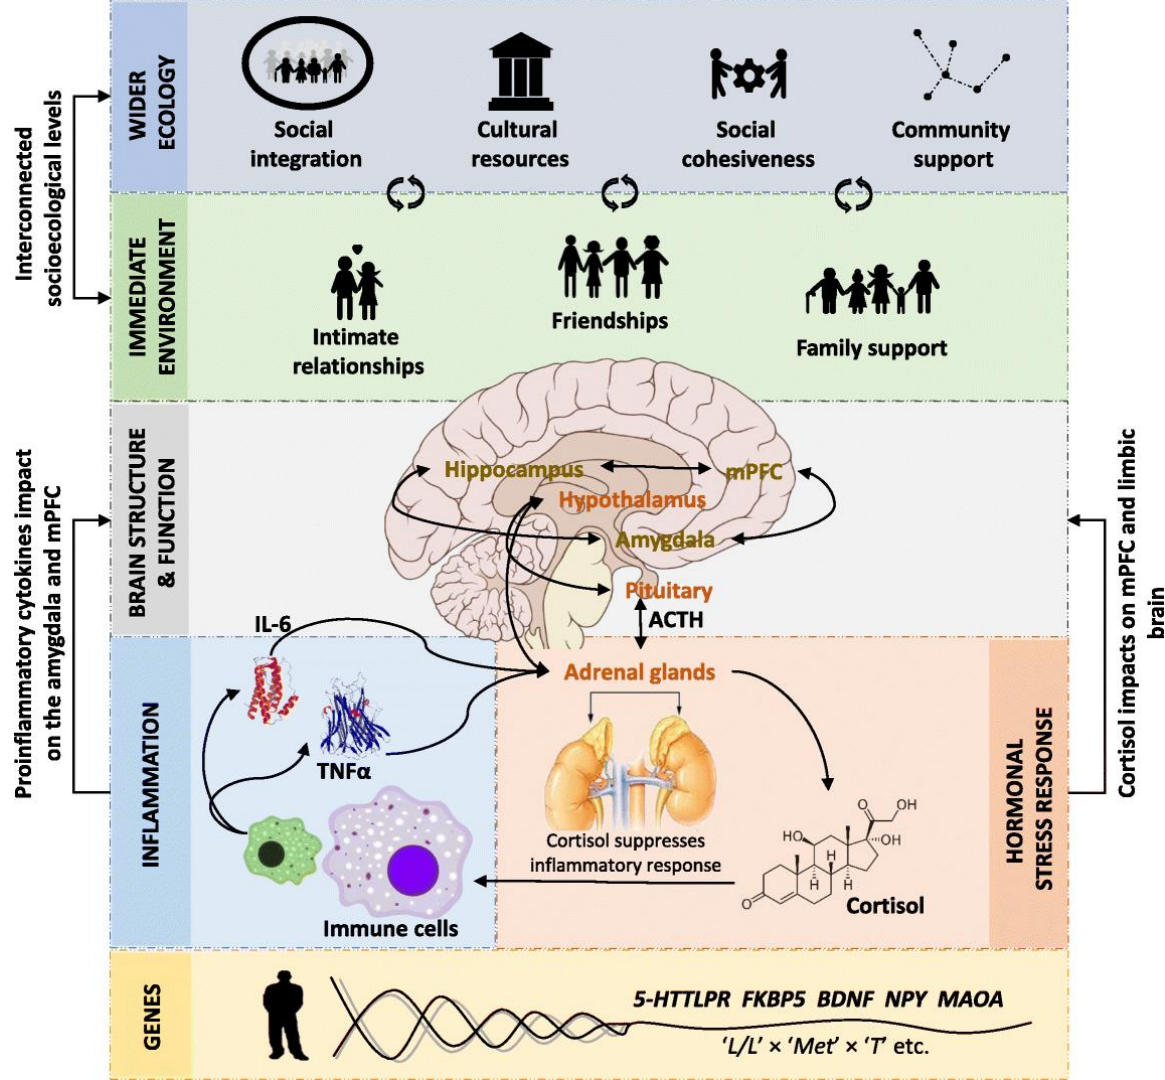 Interconnected
socioecological levels
WIDER
ECOLOGY
Social
integration
Cultural
resources
Social
cohesiveness
Community
support
IMMEDIATE
ENVIRONMENT
Intimate
relationships
Friendships
Family support
Proinflammatory cytokines impact
on the amygdala and mPFC
BRAIN STRUCTURE
& FUNCTION
Hippocampus
mPFC
Hypothalamus
Amygdala
Pituitary
ACTH
Cortisol impacts on mPFC and limbic
brain
INFLAMMATION
IL-6
TNFα
Immune cells
Adrenal glands
Cortisol suppresses
inflammatory response
O
OH
HO
OH
H
H
H
O
Cortisol
HORMONAL
STRESS RESPONSE
GENES
5-HTTLPR FKBP5 BDNF NPY MAOA
‘L/L’ × ‘Met’ × ‘T’ etc.